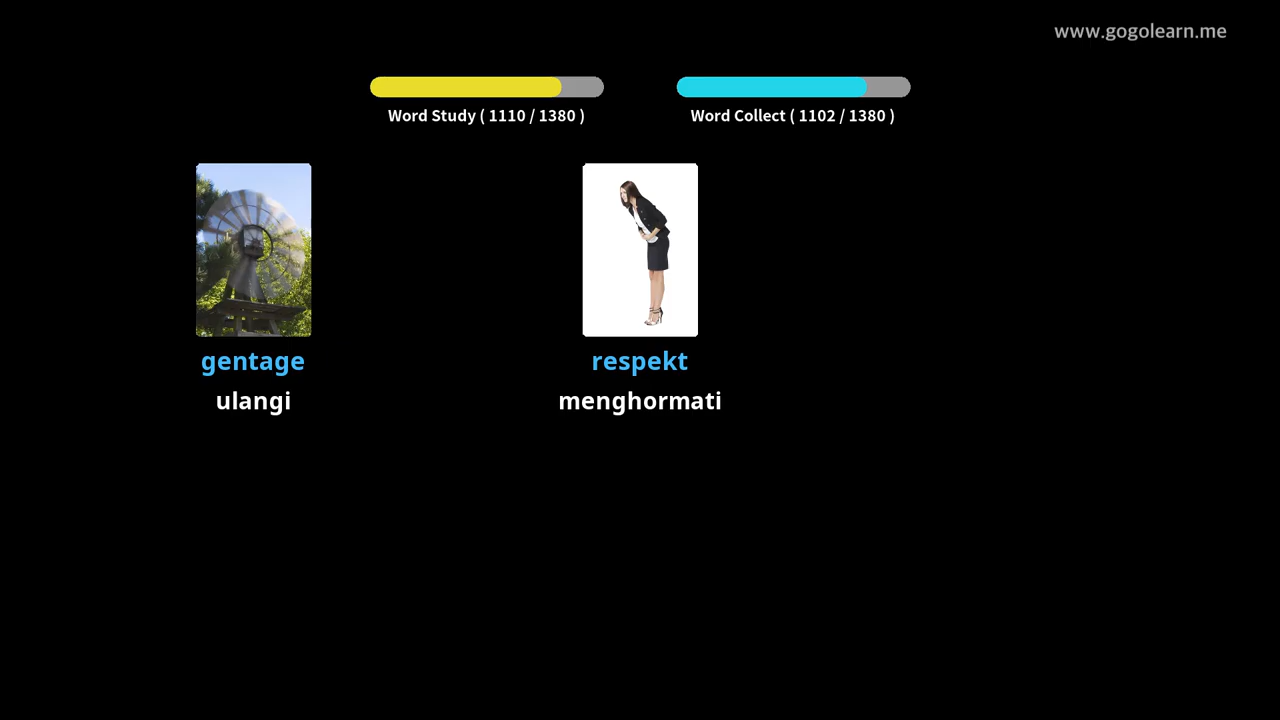 www.gogolearn.me
Word Study ( 1110 / 1380 )
Word Collect ( 1102 / 1380 )
gentage
ulangi
respekt
menghormati